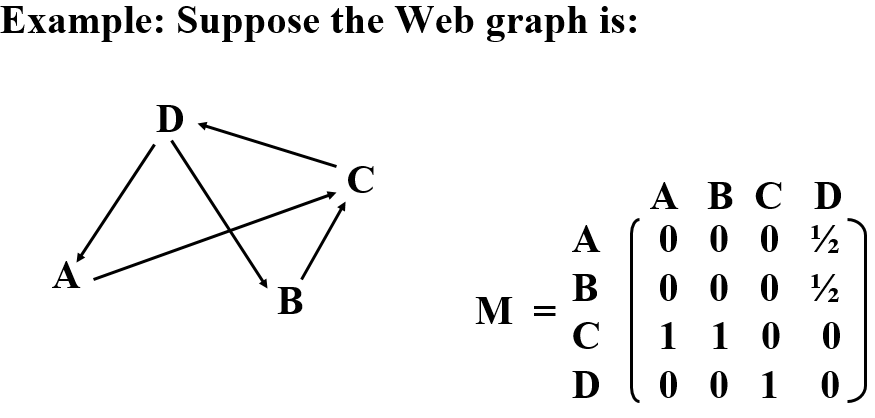 Example: Suppose the Web graph is:
D
C
A
B
A B C D
A 0 0 0 ½
B 0 0 0 ½
M =
C 1 1 0 0
D 0 0 1 0